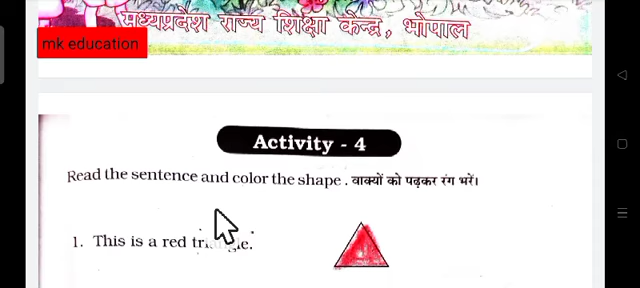 मध्यप्रदेश राज्य शिक्षा केन्द्र, भोपाल
mk education
Activity - 4
Read the sentence and color the shape. वाक्यों को पढ़कर रंग भरें।
1. This is a red triangle.